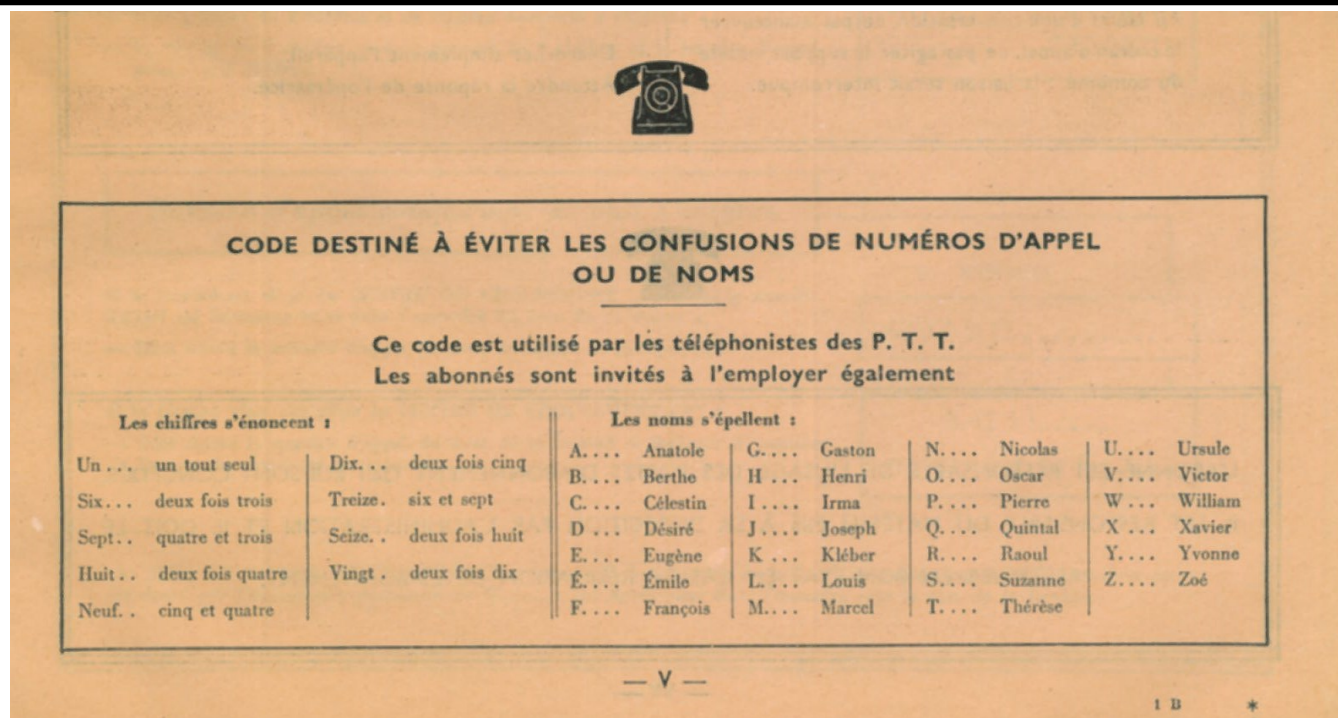 CODE DESTINÉ À ÉVITER LES CONFUSIONS DE NUMÉROS D'APPEL
OU DE NOMS
Ce code est utilisé par les téléphonistes des P. T. T.
Les abonnés sont invités à l'employer également
Les chiffres s'énoncent :
Un ... un tout seul
Six... deux fois trois
Sept.. quatre et trois
Huit.. deux fois quatre
Neuf.. cinq et quatre
Dix... deux fois cinq
Treize. six et sept
Seize.. deux fois huit
Vingt. deux fois dix
Les noms s'épellent :
A.... Anatole
B.... Berthe
C.... Célestin
D ... Désiré
E.... Eugène
É.... Émile
F.... François
G.... Gaston
H ... Henri
I.... Irma
J.... Joseph
K ... Kléber
L.... Louis
M.... Marcel
N.... Nicolas
O.... Oscar
P.... Pierre
Q.... Quintal
R.... Raoul
S.... Suzanne
T.... Thérèse
U.... Ursule
V.... Victor
W ... William
X ... Xavier
Y.... Yvonne
Z.... Zoé
— V —
1 B *